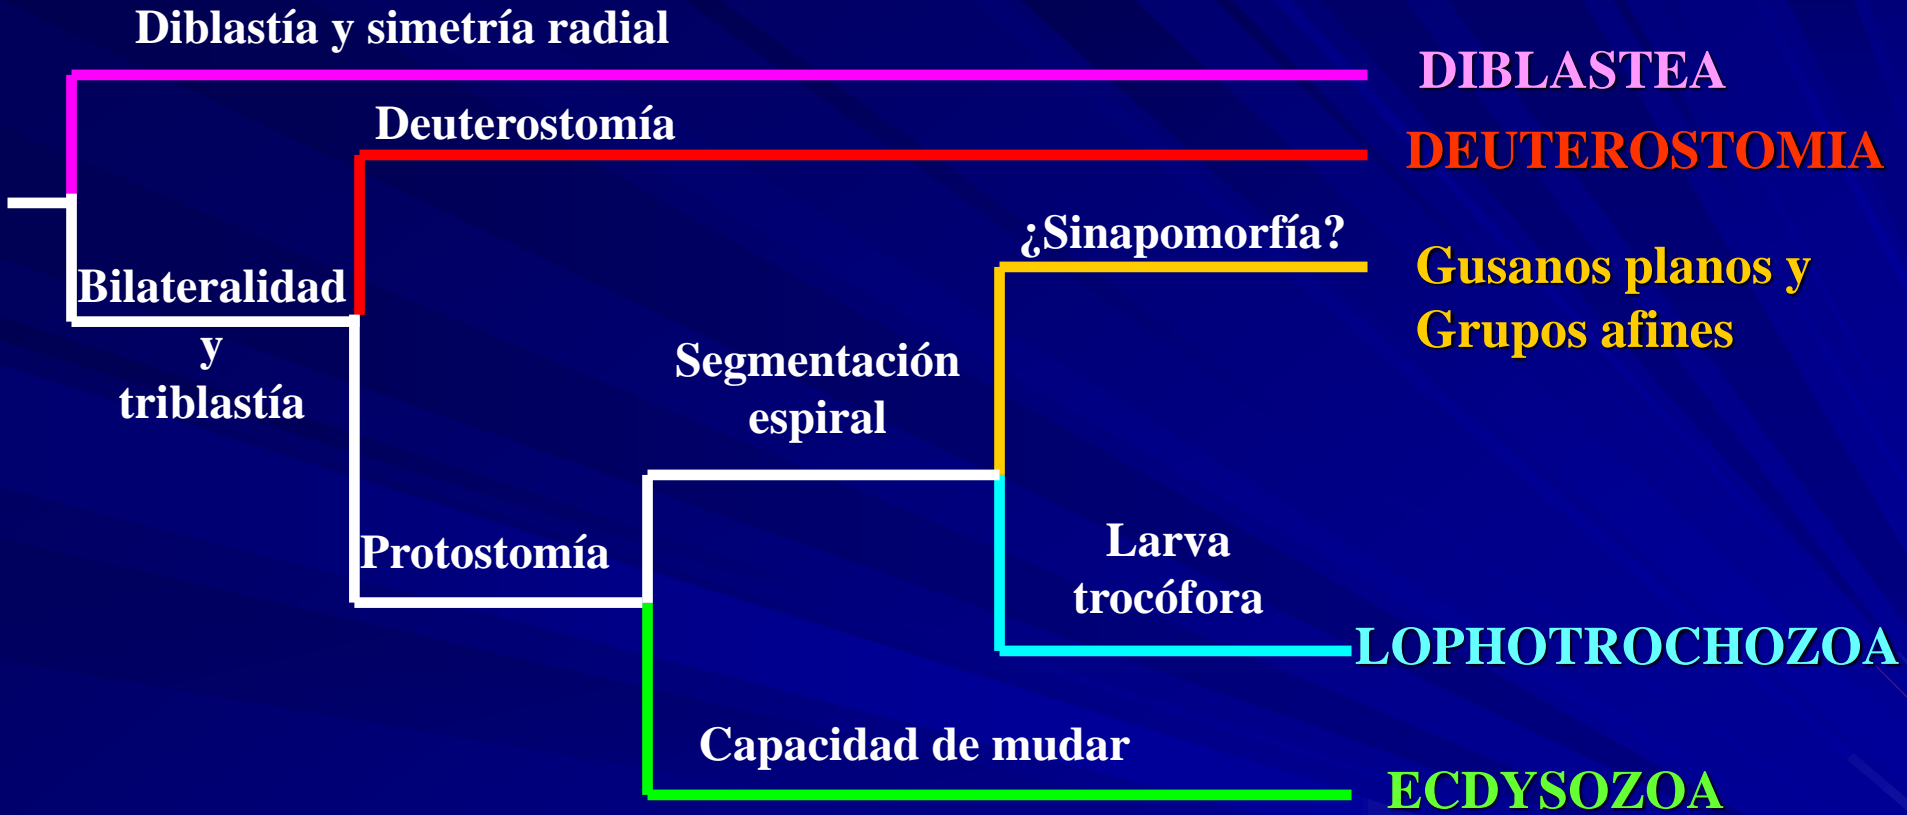 Diblastía y simetría radial
DIBLASTEA
Deuterostomía
DEUTEROSTOMIA
¿Sinapomorfía?
Gusanos planos y
Grupos afines
Bilateralidad
y
triblastía
Segmentación
espiral
Protostomía
Larva
trocófora
LOPHOTROCHOZOA
Capacidad de mudar
ECDYSOZOA